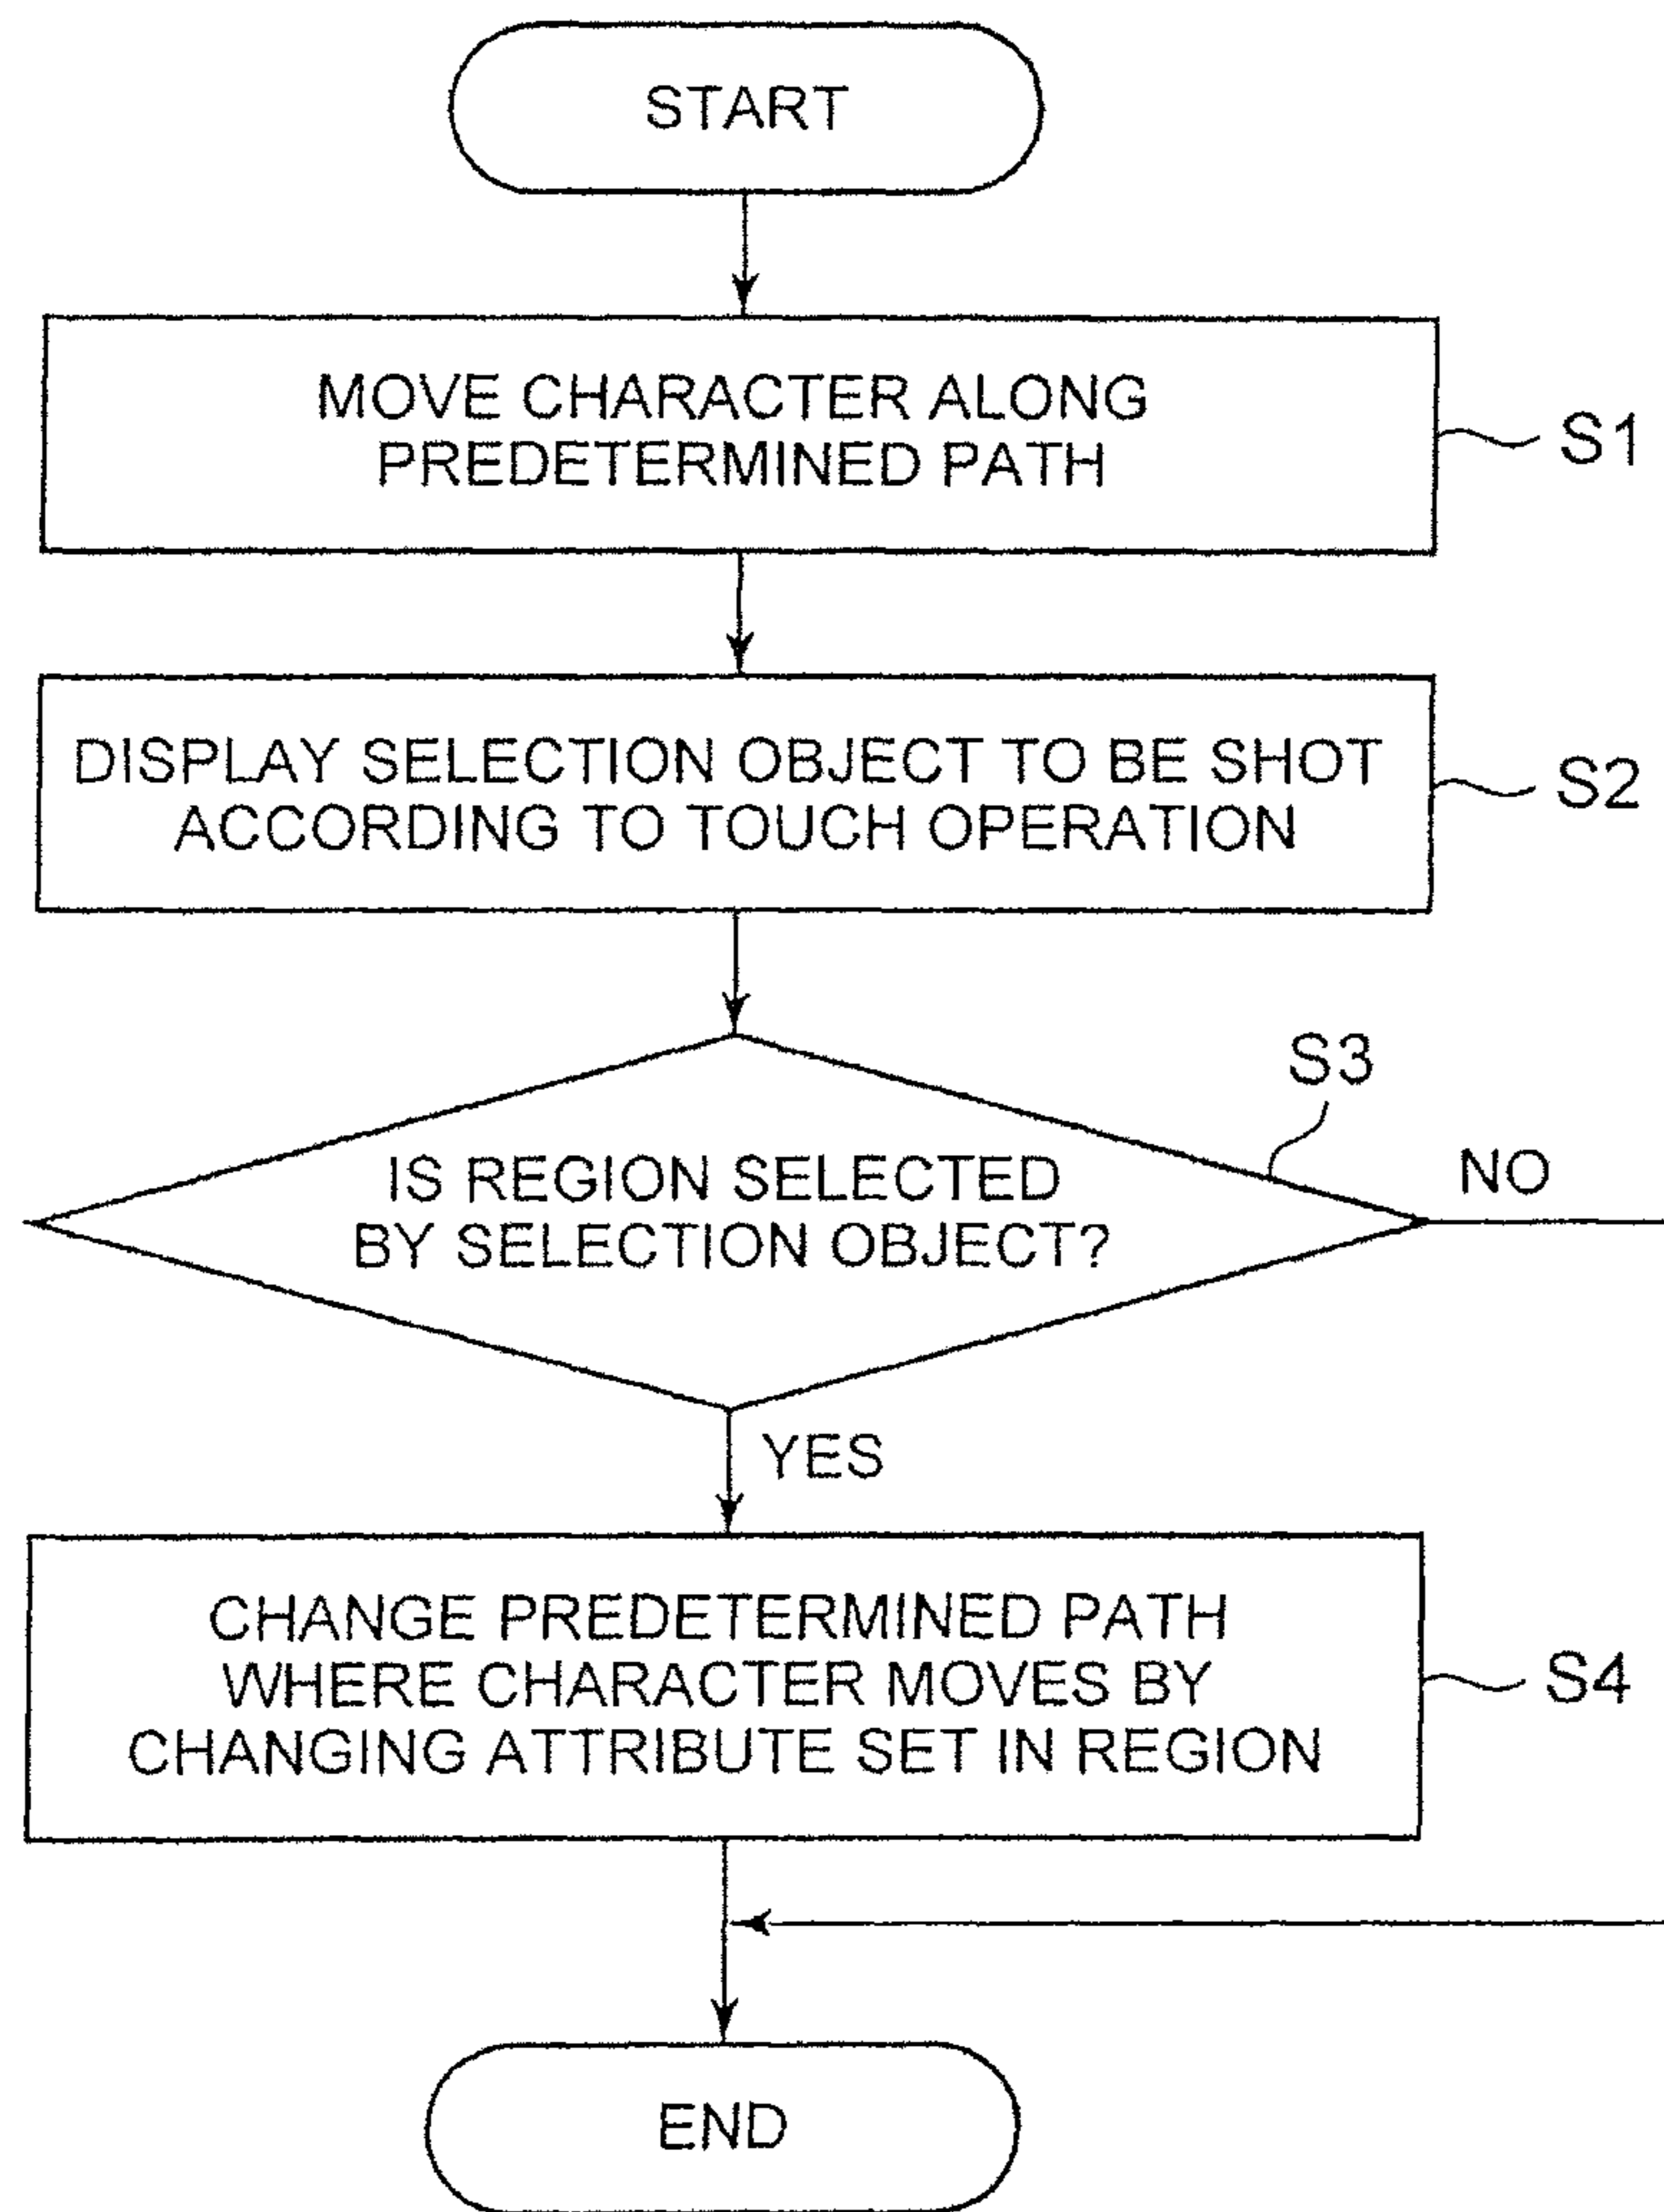 START
MOVE CHARACTER ALONG
PREDETERMINED PATH
S1
DISPLAY SELECTION OBJECT TO BE SHOT
ACCORDING TO TOUCH OPERATION
S2
S3
IS REGION SELECTED
BY SELECTION OBJECT?
NO
YES
CHANGE PREDETERMINED PATH
WHERE CHARACTER MOVES BY
CHANGING ATTRIBUTE SET IN REGION
S4
END